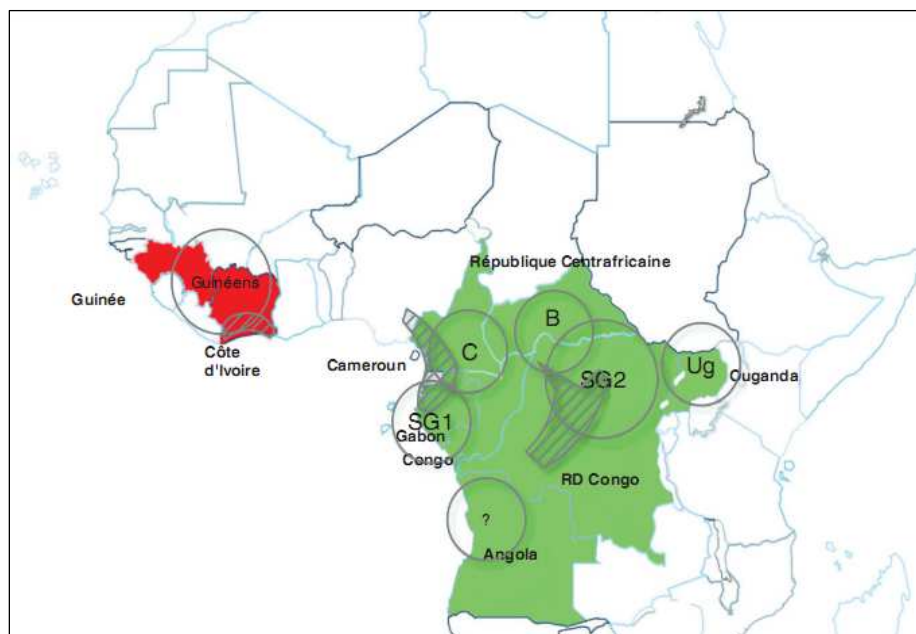 République Centrafricaine
Guinéens
Guinée
B
Côte
d'Ivoire
Cameroun
C
SG2
Ug
Ouganda
SG1
Gabon
Congo
RD Congo
?
Angola